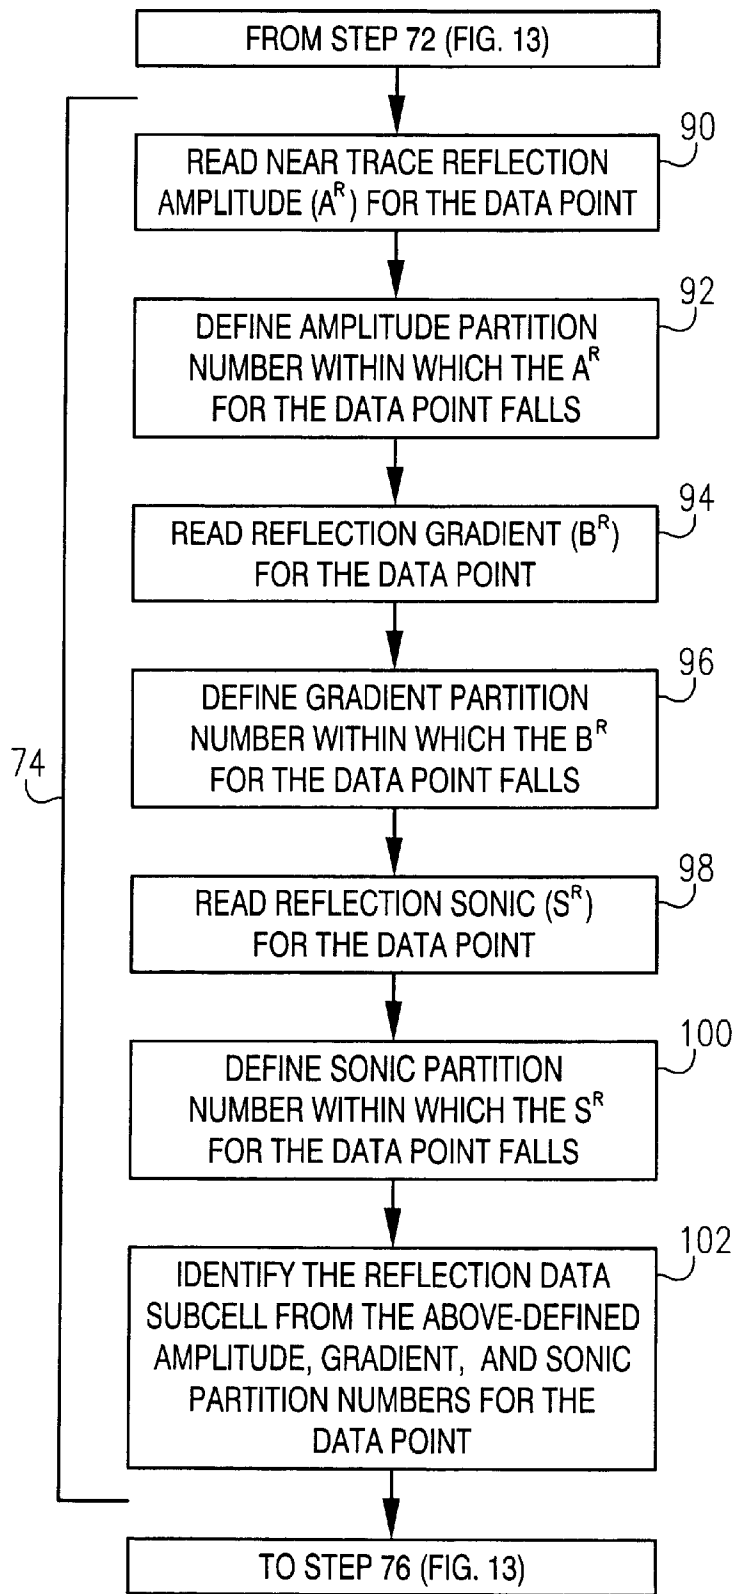 FROM STEP 72 (FIG. 13)
90
READ NEAR TRACE REFLECTION
AMPLITUDE (A^R) FOR THE DATA POINT
92
DEFINE AMPLITUDE PARTITION
NUMBER WITHIN WHICH THE A^R
FOR THE DATA POINT FALLS
94
READ REFLECTION GRADIENT (B^R)
FOR THE DATA POINT
96
DEFINE GRADIENT PARTITION
NUMBER WITHIN WHICH THE B^R
FOR THE DATA POINT FALLS
74
98
READ REFLECTION SONIC (S^R)
FOR THE DATA POINT
100
DEFINE SONIC PARTITION
NUMBER WITHIN WHICH THE S^R
FOR THE DATA POINT FALLS
102
IDENTIFY THE REFLECTION DATA
SUBCELL FROM THE ABOVE-DEFINED
AMPLITUDE, GRADIENT, AND SONIC
PARTITION NUMBERS FOR THE
DATA POINT
TO STEP 76 (FIG. 13)